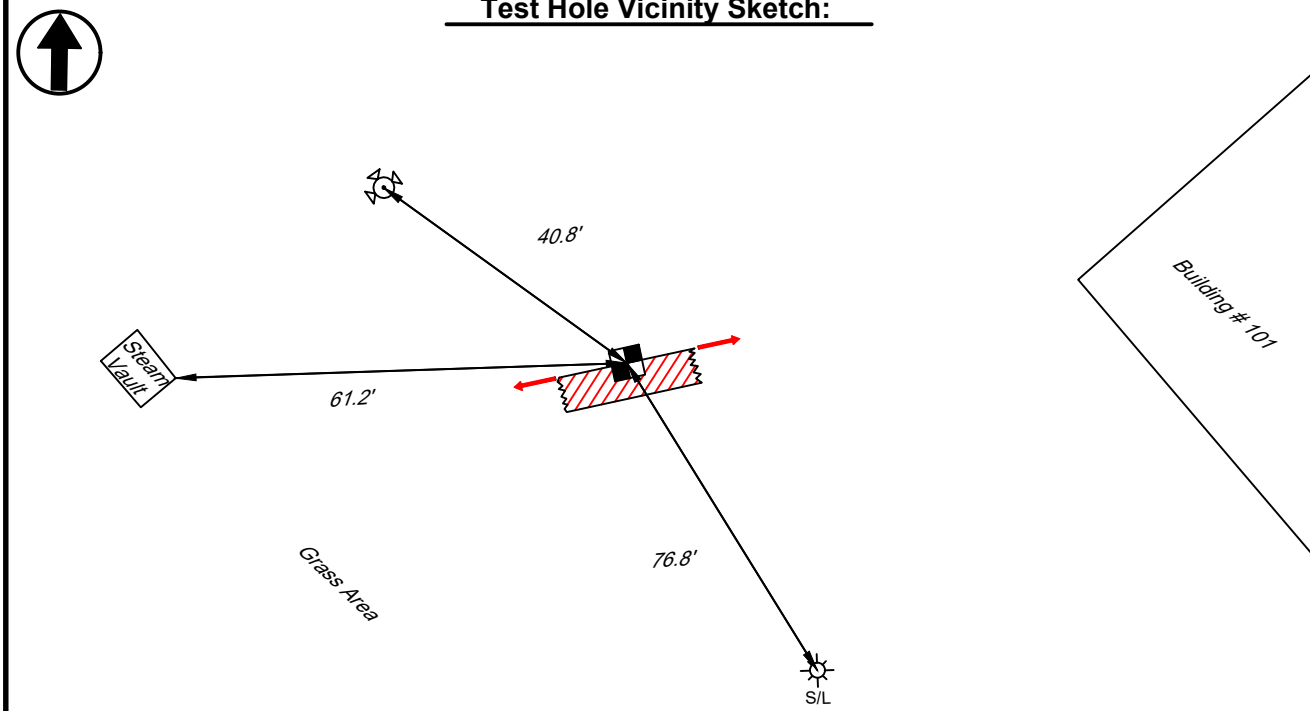 Test Hole Vicinity Sketch:
40.8'
Building # 101
Steam
Vault
61.2'
Grass Area
76.8'
S/L